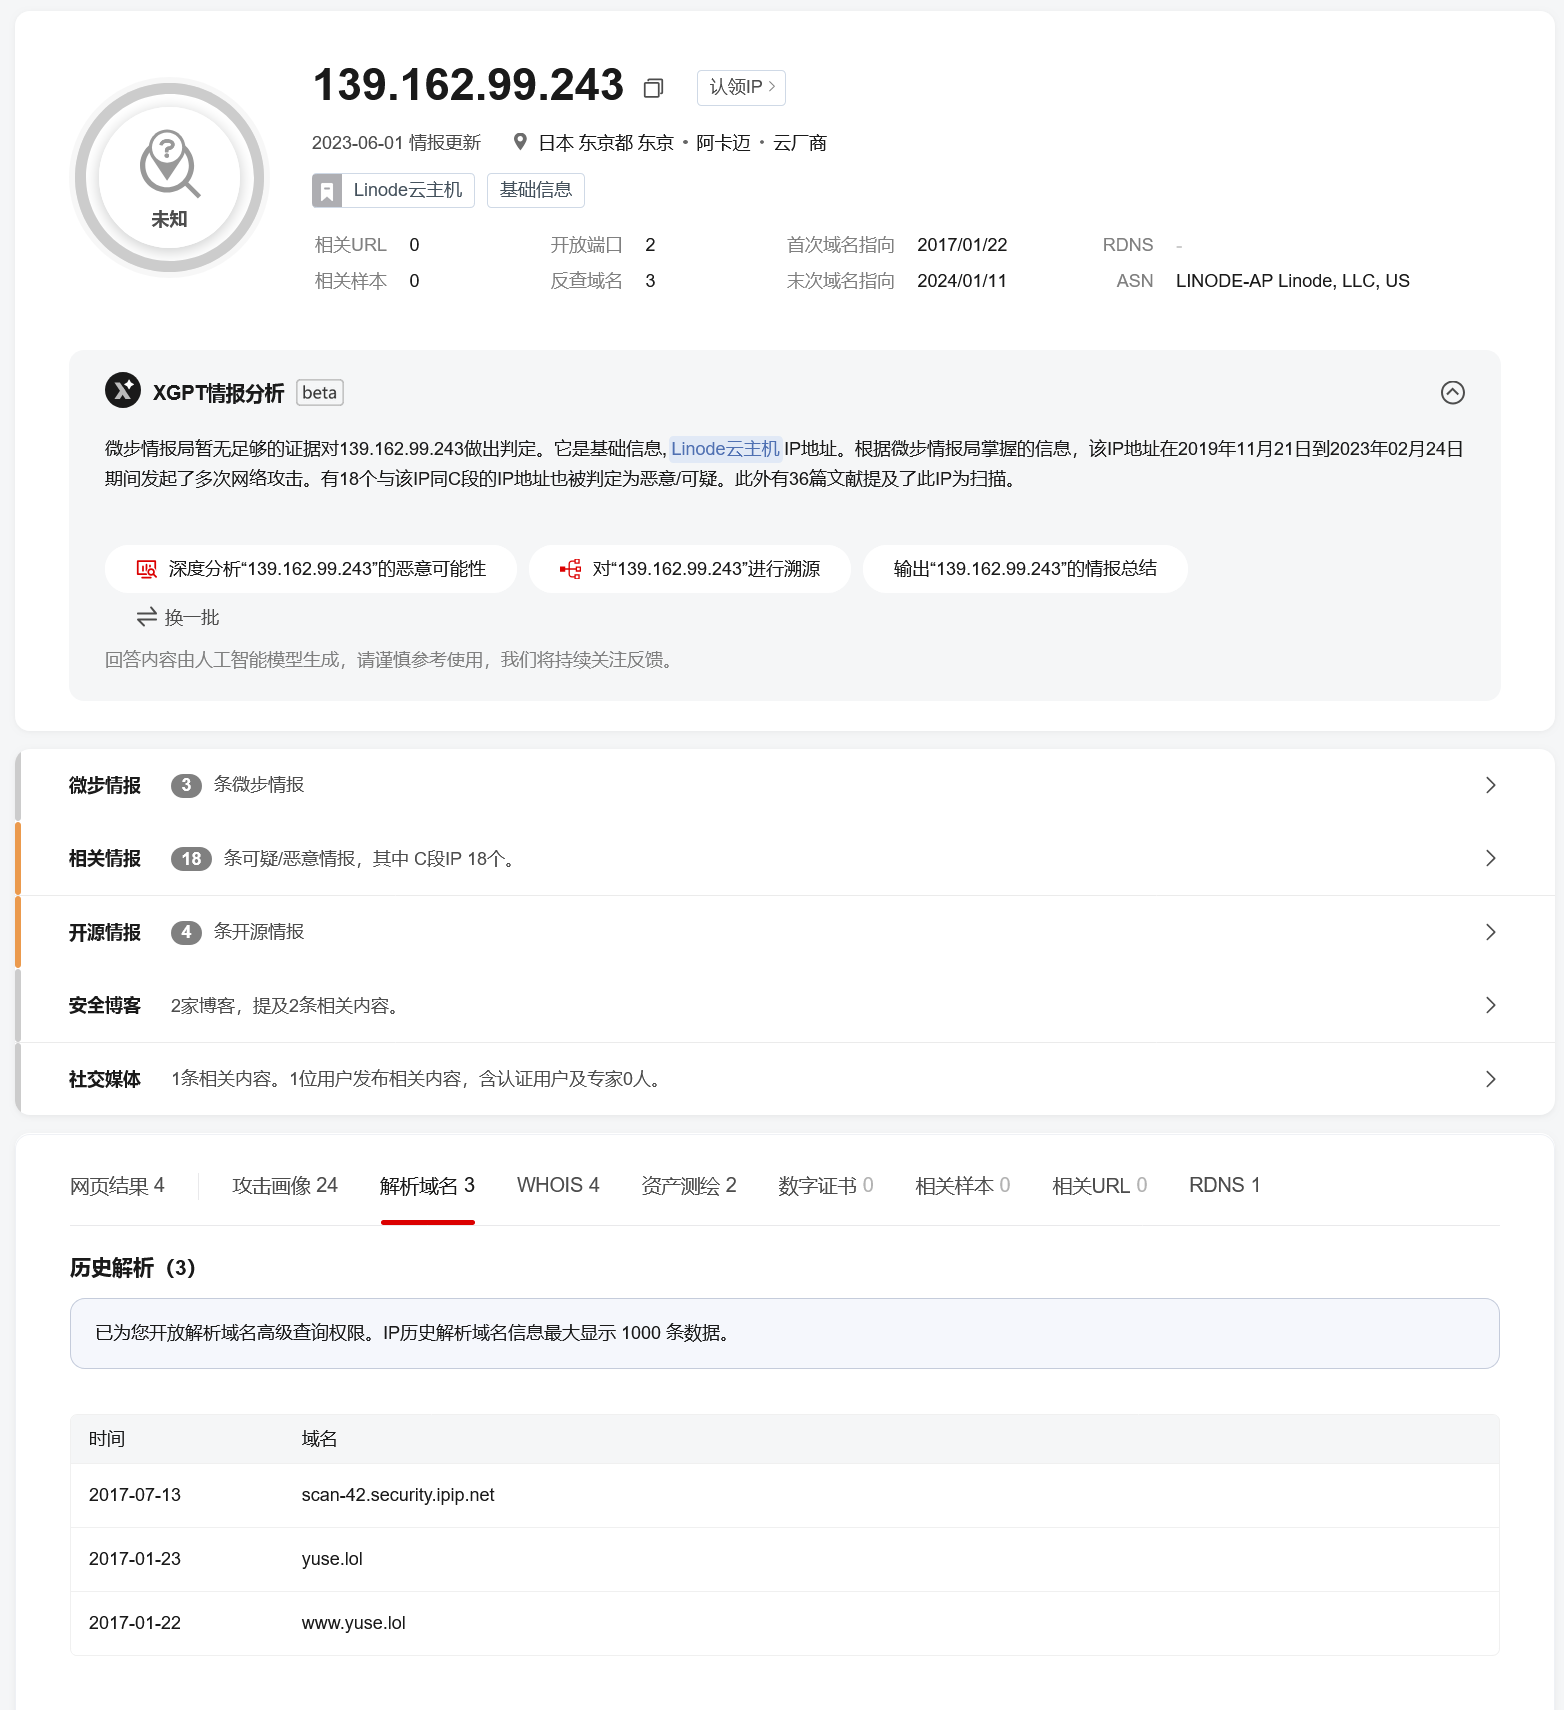 139.162.99.243 认领IP
2023-06-01 情报更新 日本 东京都 东京 • 阿卡迈 • 云厂商
未知
Linode云主机 基础信息
相关URL 0 开放端口 2 首次域名指向 2017/01/22 RDNS -
相关样本 0 反查域名 3 末次域名指向 2024/01/11 ASN LINODE-AP Linode, LLC, US
XGPT情报分析 beta
微步情报局暂无足够的证据对139.162.99.243做出判定。它是基础信息, Linode云主机 IP地址。根据微步情报局掌握的信息，该IP地址在2019年11月21日到2023年02月24日
期间发起了多次网络攻击。有18个与该IP同C段的IP地址也被判定为恶意/可疑。此外有36篇文献提及了此IP为扫描。
深度分析“139.162.99.243”的恶意可能性 对“139.162.99.243”进行溯源 输出“139.162.99.243”的情报总结
换一批
回答内容由人工智能模型生成，请谨慎参考使用，我们将持续关注反馈。
微步情报 3 条微步情报
相关情报 18 条可疑/恶意情报，其中 C段IP 18个。
开源情报 4 条开源情报
安全博客 2家博客，提及2条相关内容。
社交媒体 1条相关内容。1位用户发布相关内容，含认证用户及专家0人。
网页结果 4 攻击画像 24 解析域名 3 WHOIS 4 资产测绘 2 数字证书 0 相关样本 0 相关URL 0 RDNS 1
历史解析（3）
已为您开放解析域名高级查询权限。IP历史解析域名信息最大显示 1000 条数据。
时间 域名
2017-07-13 scan-42.security.ipip.net
2017-01-23 yuse.lol
2017-01-22 www.yuse.lol